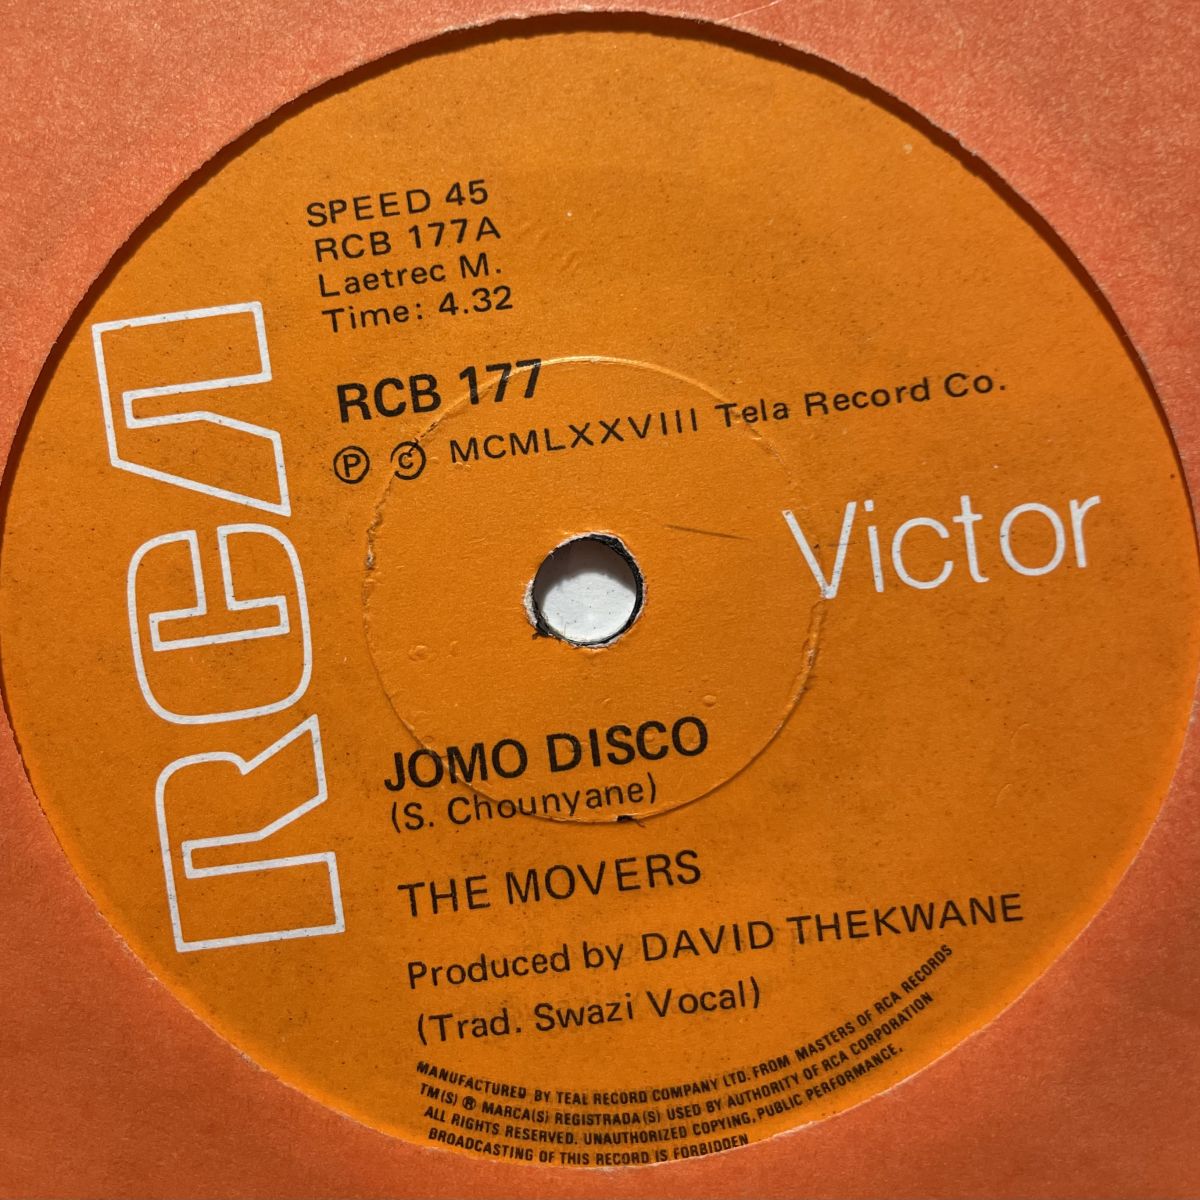 SPEED 45
RCB 177A
Laetrec M.
Time: 4.32
RCB 177
Ⓟ © MCMLXXVIII Tela Record Co.
RCA
Victor
JOMO DISCO
(S. Chounyane)
THE MOVERS
Produced by DAVID THEKWANE
(Trad. Swazi Vocal)
MANUFACTURED BY TEAL RECORD COMPANY LTD. FROM MASTERS OF RCA RECORDS
TM(S) ® MARCA(S) REGISTRADA(S) USED BY AUTHORITY OF RCA CORPORATION
ALL RIGHTS RESERVED. UNAUTHORIZED COPYING, PUBLIC PERFORMANCE,
BROADCASTING OF THIS RECORD IS FORBIDDEN